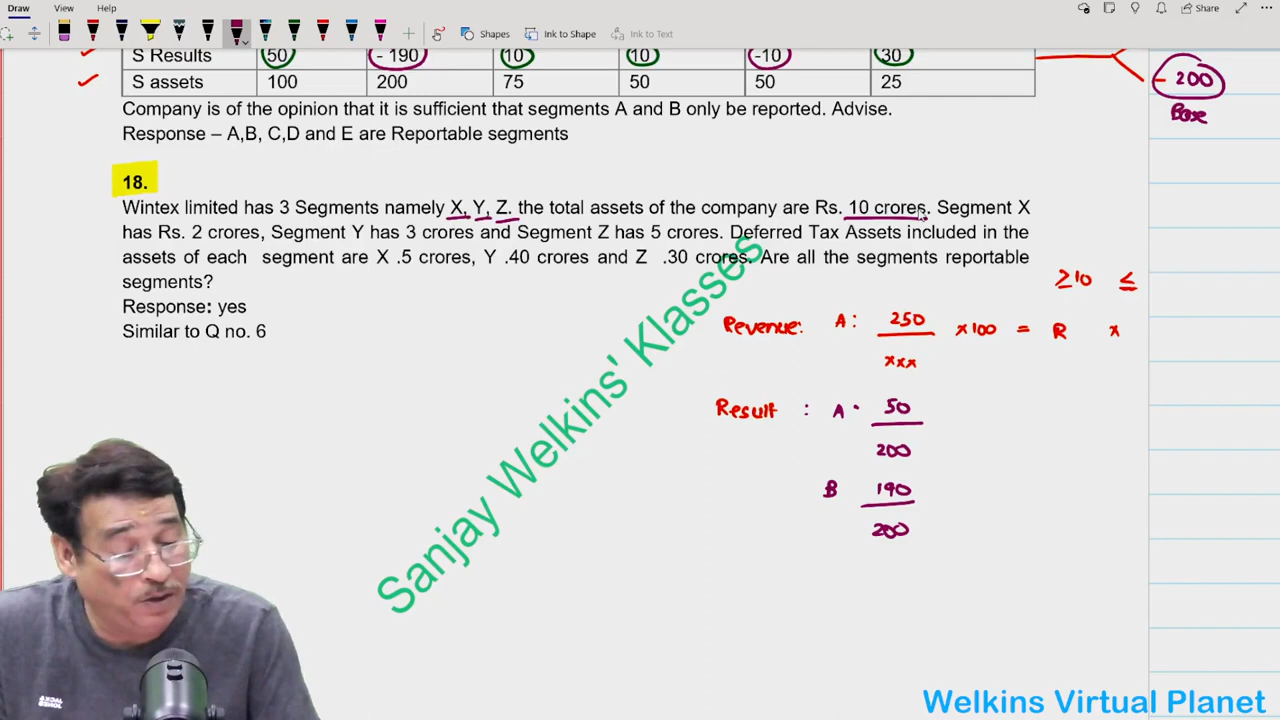 Draw View Help
Shapes Ink to Shape Ink to Text Share
S Results 50 - 190 10 10 -10 30
S assets 100 200 75 50 50 25
- 200
Base
Company is of the opinion that it is sufficient that segments A and B only be reported. Advise.
Response – A,B, C,D and E are Reportable segments
18.
Wintex limited has 3 Segments namely X, Y, Z. the total assets of the company are Rs. 10 crores. Segment X
has Rs. 2 crores, Segment Y has 3 crores and Segment Z has 5 crores. Deferred Tax Assets included in the
assets of each segment are X .5 crores, Y .40 crores and Z .30 crores. Are all the segments reportable
segments?
Response: yes
Similar to Q no. 6
≥10 ≤
Revenue: A: 250 ×100 = R ×
×××
Result : A 50
200
B 190
200
Sanjay Welkins' Klasses
Welkins Virtual Planet